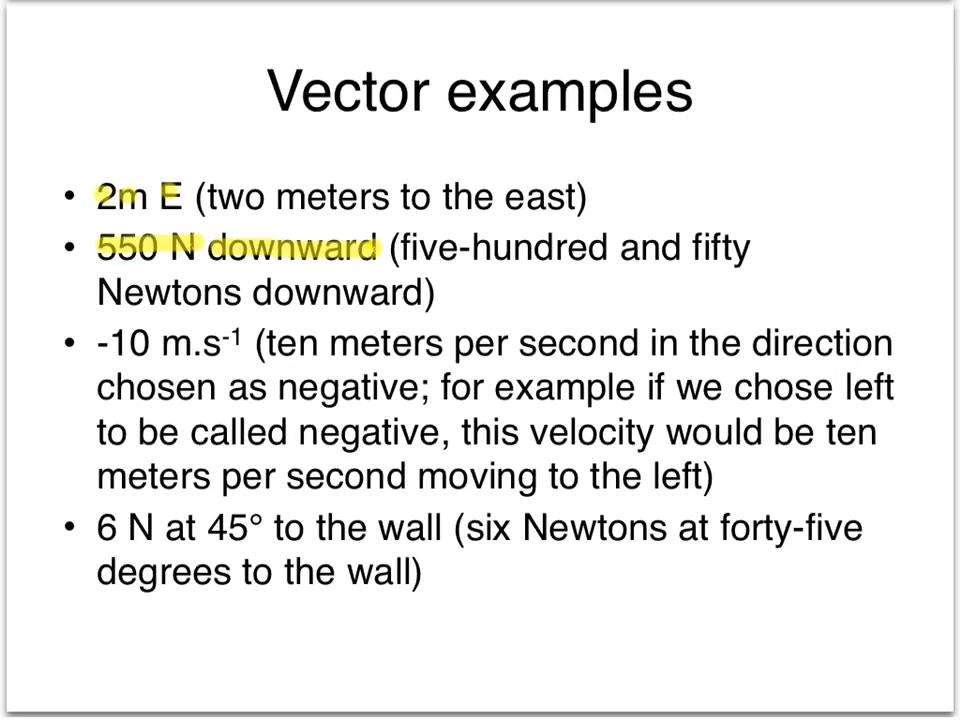 Vector examples
• 2m E (two meters to the east)
• 550 N downward (five-hundred and fifty
Newtons downward)
• -10 m.s⁻¹ (ten meters per second in the direction
chosen as negative; for example if we chose left
to be called negative, this velocity would be ten
meters per second moving to the left)
• 6 N at 45° to the wall (six Newtons at forty-five
degrees to the wall)